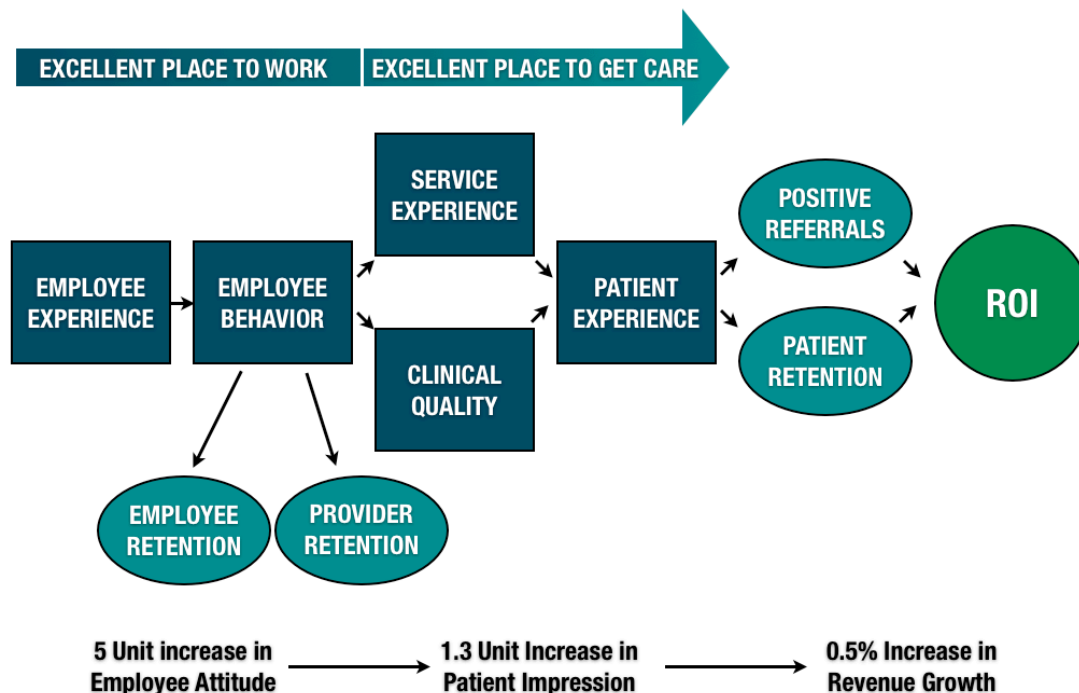 EXCELLENT PLACE TO WORK
EXCELLENT PLACE TO GET CARE
EMPLOYEE
EXPERIENCE
EMPLOYEE
BEHAVIOR
SERVICE
EXPERIENCE
CLINICAL
QUALITY
PATIENT
EXPERIENCE
POSITIVE
REFERRALS
PATIENT
RETENTION
ROI
EMPLOYEE
RETENTION
PROVIDER
RETENTION
5 Unit increase in
Employee Attitude
1.3 Unit Increase in
Patient Impression
0.5% Increase in
Revenue Growth